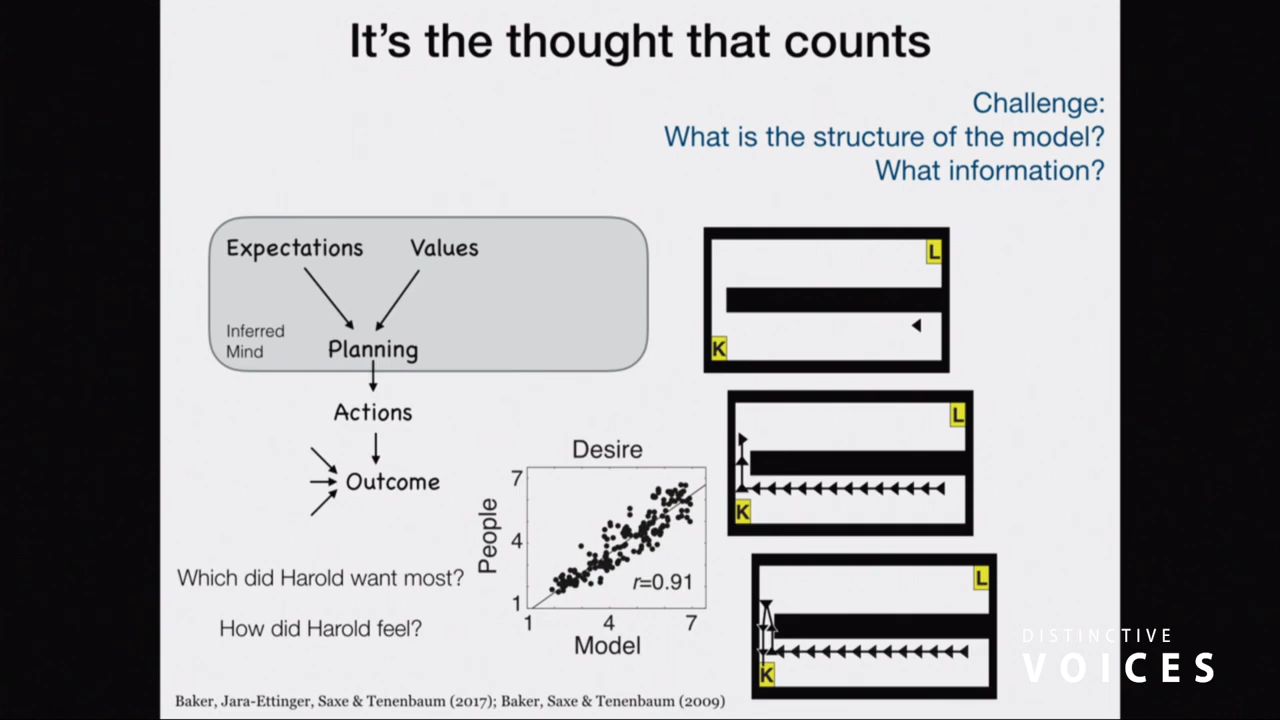 It's the thought that counts
Challenge:
What is the structure of the model?
What information?
Expectations
Values
Inferred
Mind
Planning
Actions
Outcome
Which did Harold want most?
How did Harold feel?
Desire
7
4
1
People
r=0.91
1
4
7
Model
L
K
L
K
L
K
Baker, Jara-Ettinger, Saxe & Tenenbaum (2017); Baker, Saxe & Tenenbaum (2009)
DISTINCTIVE
VOICES